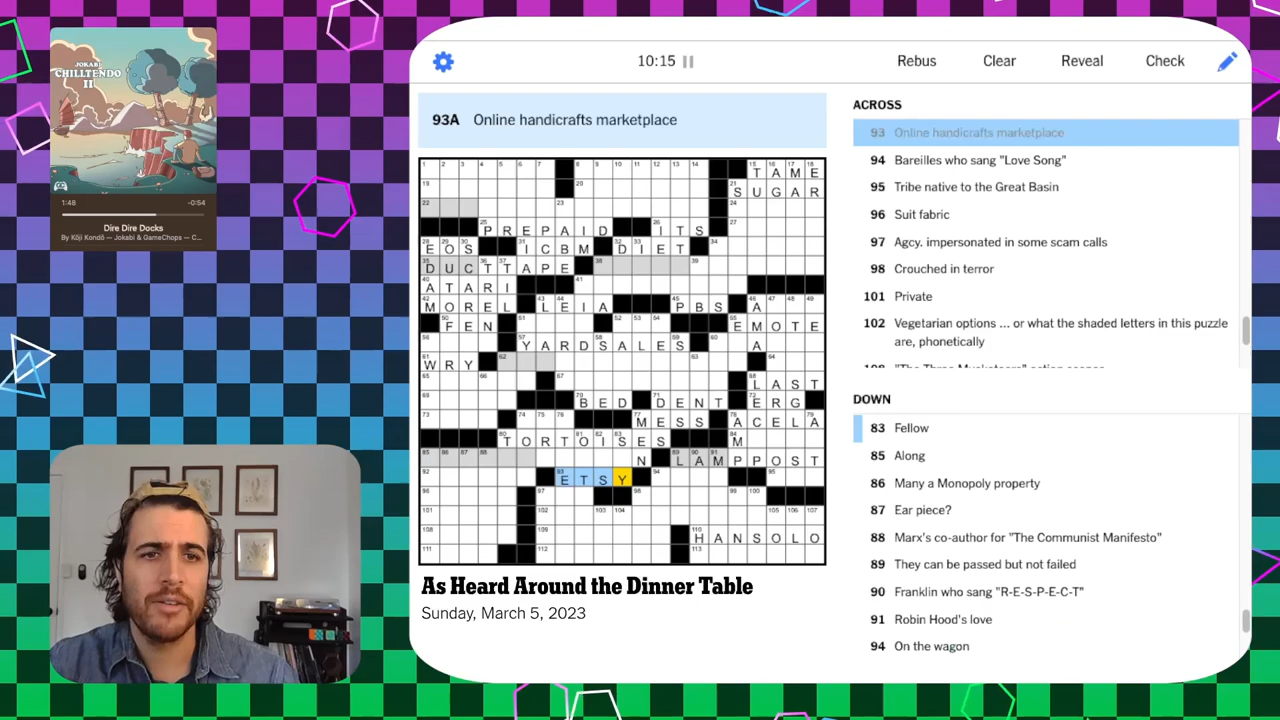 JOKABI
CHILLTENDO
II
1:48 -0:54
Dire Dire Docks
By Kōji Kondō — Jokabi & GameChops — C...
10:15
Rebus Clear Reveal Check
93A Online handicrafts marketplace
TAME
SUGAR
PREPAID ITS
EOS ICBM DIET
DUCTTAPE
ATARI
MOREL LEIA PBS A
FEN EMOTE
YARDSALES A
WRY
LAST
BED DENT ERG
MESS ACELA
TORTOISES M
N LAMPPOST
ETSY
HANSOLO
As Heard Around the Dinner Table
Sunday, March 5, 2023
ACROSS
93 Online handicrafts marketplace
94 Bareilles who sang "Love Song"
95 Tribe native to the Great Basin
96 Suit fabric
97 Agcy. impersonated in some scam calls
98 Crouched in terror
101 Private
102 Vegetarian options ... or what the shaded letters in this puzzle
are, phonetically
DOWN
83 Fellow
85 Along
86 Many a Monopoly property
87 Ear piece?
88 Marx's co-author for "The Communist Manifesto"
89 They can be passed but not failed
90 Franklin who sang "R-E-S-P-E-C-T"
91 Robin Hood's love
94 On the wagon